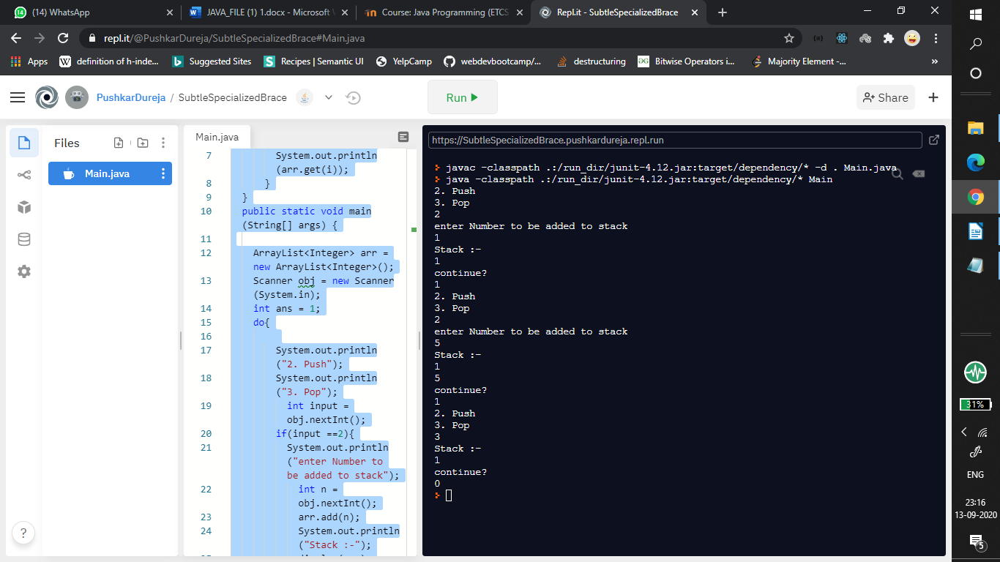 (14) WhatsApp
JAVA_FILE (1) 1.docx - Microsoft
Course: Java Programming (ETCS
Repl.it - SubtleSpecializedBrace
repl.it/@PushkarDureja/SubtleSpecializedBrace#Main.java
Apps
definition of h-inde...
Suggested Sites
Recipes | Semantic UI
YelpCamp
webdevbootcamp/...
destructuring
Bitwise Operators i...
Majority Element -...
»
PushkarDureja / SubtleSpecializedBrace
Run
Share
Files
Main.java
Main.java
7 System.out.println
(arr.get(i));
8 }
9 }
10 public static void main
(String[] args) {
11
12 ArrayList<Integer> arr =
new ArrayList<Integer>();
13 Scanner obj = new Scanner
(System.in);
14 int ans = 1;
15 do{
16
17 System.out.println
("2. Push");
18 System.out.println
("3. Pop");
19 int input =
obj.nextInt();
20 if(input ==2){
21 System.out.println
("enter Number to
be added to stack");
22 int n =
obj.nextInt();
23 arr.add(n);
24 System.out.println
("Stack :-");
?
https://SubtleSpecializedBrace.pushkardureja.repl.run
javac -classpath .:/run_dir/junit-4.12.jar:target/dependency/* -d . Main.java
java -classpath .:/run_dir/junit-4.12.jar:target/dependency/* Main
2. Push
3. Pop
2
enter Number to be added to stack
1
Stack :-
1
continue?
1
2. Push
3. Pop
2
enter Number to be added to stack
5
Stack :-
1
5
continue?
1
2. Push
3. Pop
3
Stack :-
1
continue?
0
31%
ENG
23:16
13-09-2020
5